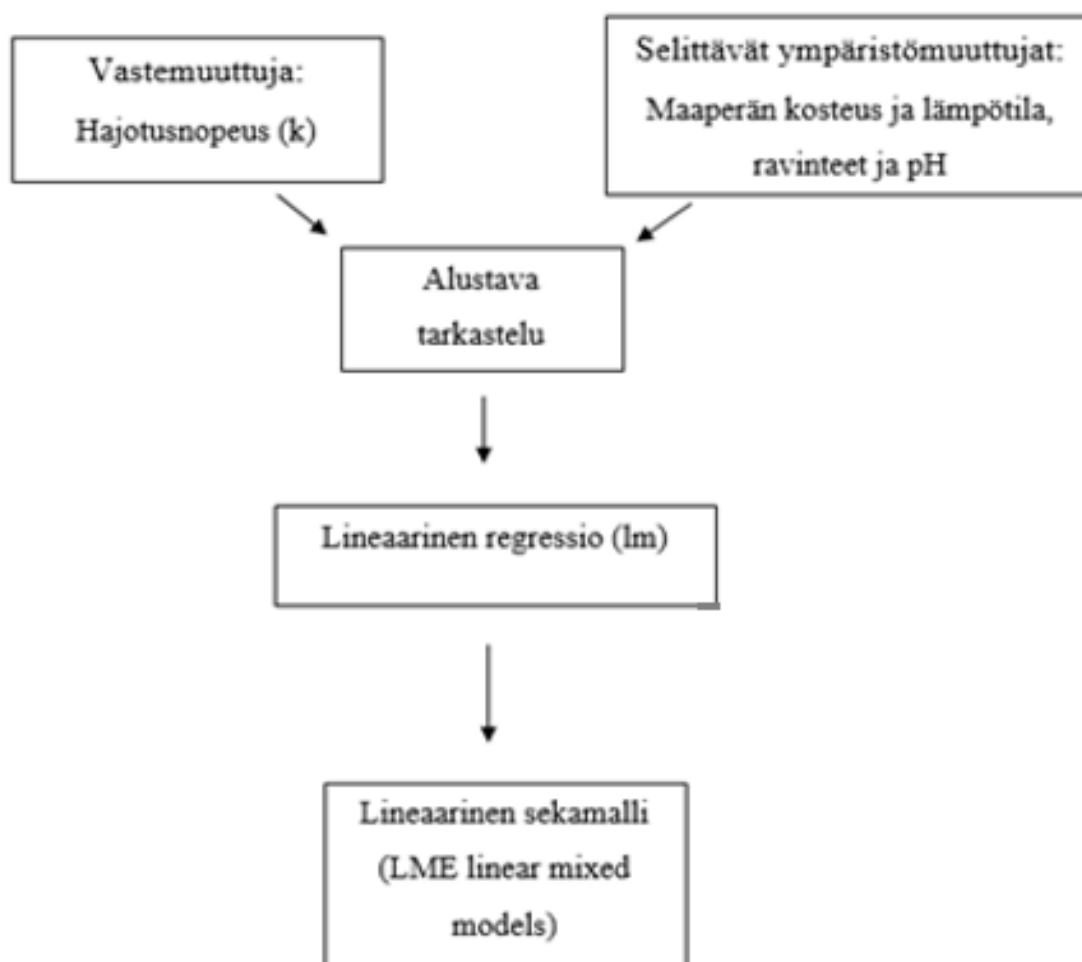 Vastemuuttuja:
Hajotusnopeus (k)
Selittävät ympäristömuuttujat:
Maaperän kosteus ja lämpötila,
ravinteet ja pH
Alustava
tarkastelu
Lineaarinen regressio (lm)
Lineaarinen sekamalli
(LME linear mixed
models)